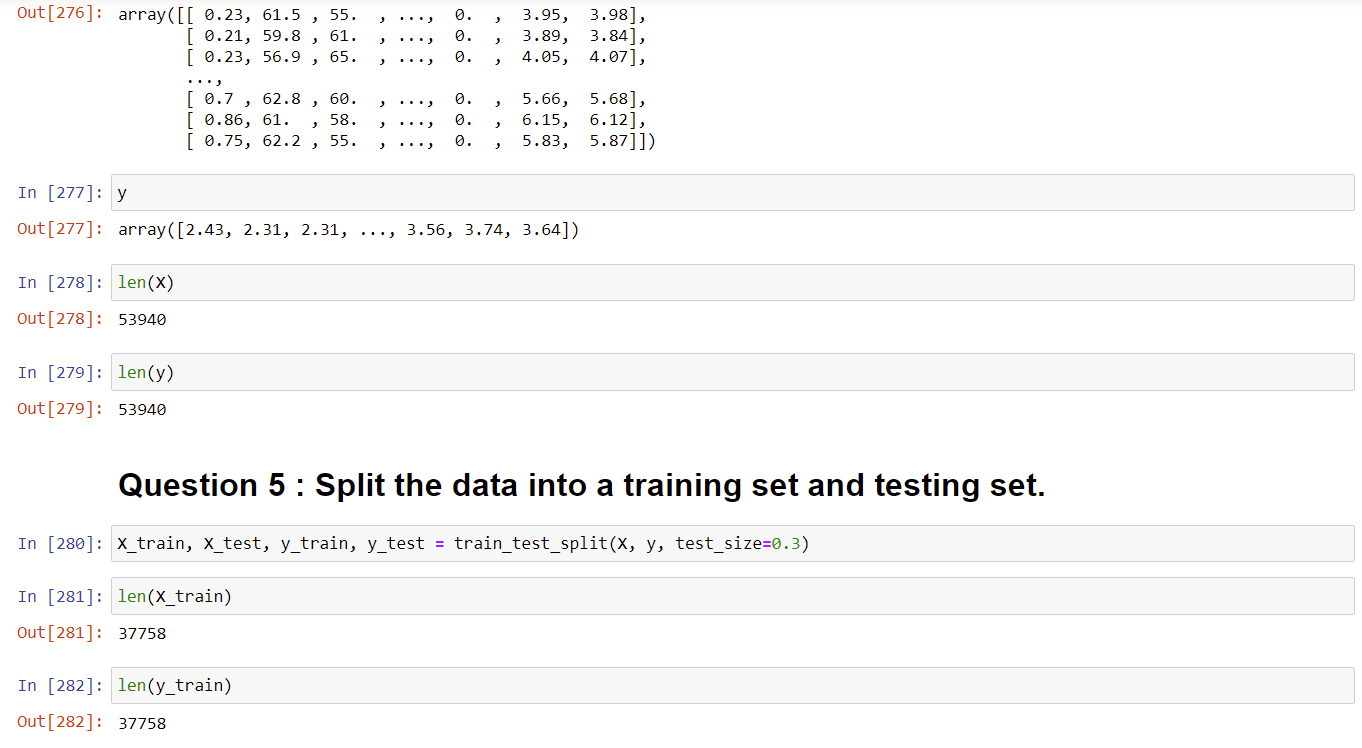 Out[276]: array([[ 0.23, 61.5 , 55.  , ...,  0.  ,  3.95,  3.98],
       [ 0.21, 59.8 , 61.  , ...,  0.  ,  3.89,  3.84],
       [ 0.23, 56.9 , 65.  , ...,  0.  ,  4.05,  4.07],
       ...,
       [ 0.7 , 62.8 , 60.  , ...,  0.  ,  5.66,  5.68],
       [ 0.86, 61.  , 58.  , ...,  0.  ,  6.15,  6.12],
       [ 0.75, 62.2 , 55.  , ...,  0.  ,  5.83,  5.87]])
In [277]: y
Out[277]: array([2.43, 2.31, 2.31, ..., 3.56, 3.74, 3.64])
In [278]: len(X)
Out[278]: 53940
In [279]: len(y)
Out[279]: 53940
Question 5 : Split the data into a training set and testing set.
In [280]: X_train, X_test, y_train, y_test = train_test_split(X, y, test_size=0.3)
In [281]: len(X_train)
Out[281]: 37758
In [282]: len(y_train)
Out[282]: 37758